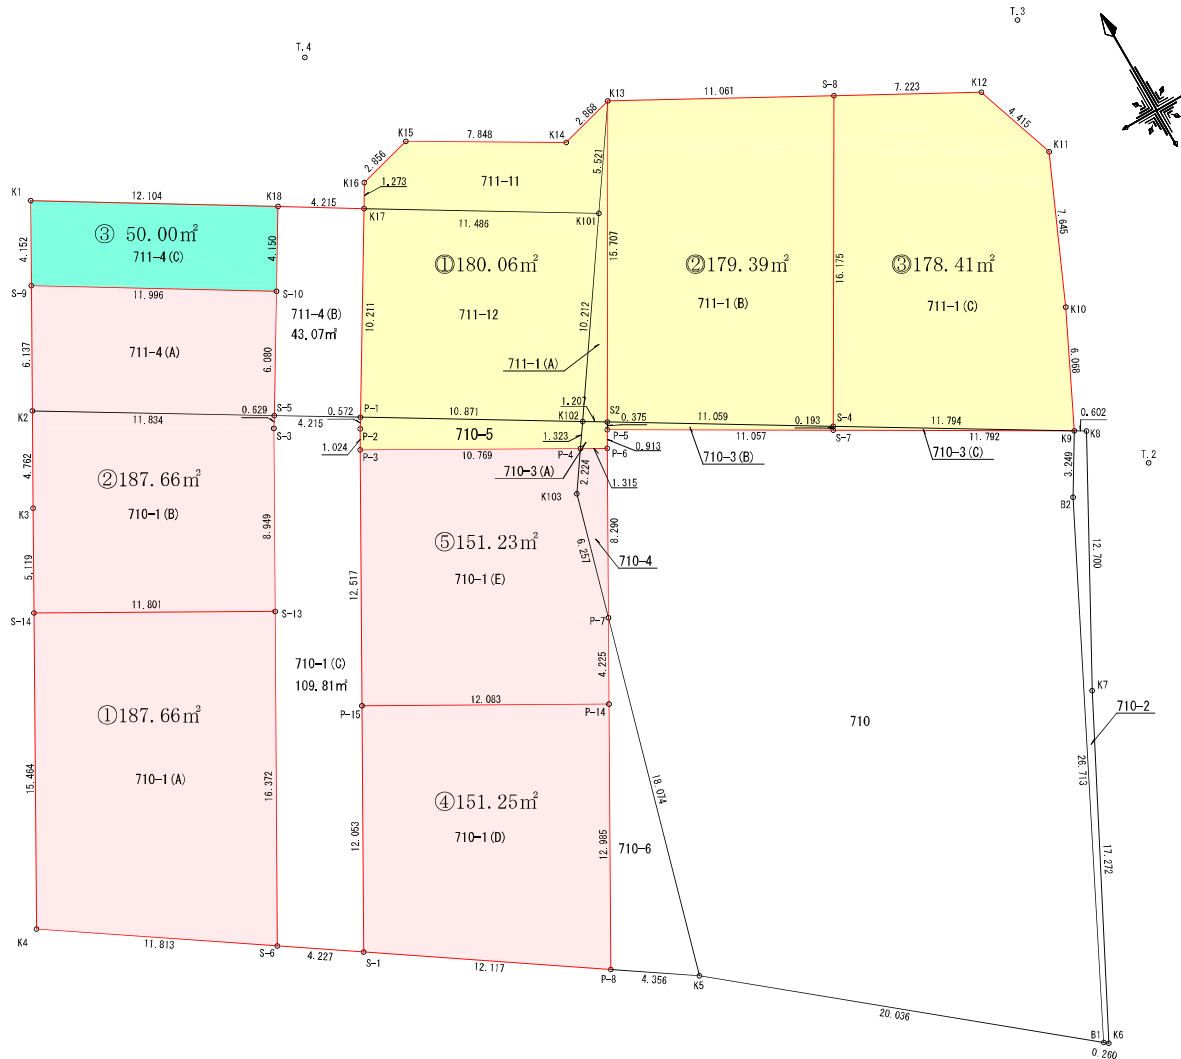 T.3
T.4
K13
11.061
S-8
7.223
K12
2.868
4.415
K15
7.848
K14
K11
2.856
5.521
K16
1.273
711-11
K1
12.104
K18
4.215
K17
11.486
K101
7.645
③ 50.00㎡
711-4(C)
4.152
4.150
15.707
16.175
①180.06㎡
②179.39㎡
③178.41㎡
S-9
11.996
S-10
711-4(B)
43.07㎡
10.211
711-12
10.212
711-1(B)
711-1(C)
K10
6.137
711-4(A)
6.080
711-1(A)
6.068
K2
11.834
0.629
S-5
4.215
0.572
P-1
10.871
K102
1.207
S2
0.375
11.059
0.193
S-4
11.794
0.602
S-3
P-2
710-5
1.323
P-5
11.057
S-7
11.792
K9
K8
1.024
P-3
10.769
P-4
P-6
0.913
710-3(B)
710-3(C)
T.2
4.762
710-3(A)
2.224
1.315
3.249
②187.66㎡
K103
B2
K3
710-1(B)
8.949
⑤151.23㎡
8.290
6.257
710-4
12.700
5.119
12.517
710-1(E)
11.801
S-13
S-14
P-7
710-1(C)
109.81㎡
4.225
12.083
K7
P-15
P-14
710-2
①187.66㎡
710
710-1(A)
15.464
16.372
18.074
26.713
④151.25㎡
12.053
710-1(D)
12.985
710-6
17.272
K4
11.813
S-6
4.227
S-1
12.117
P-8
4.356
K5
20.036
B1
K6
0.260